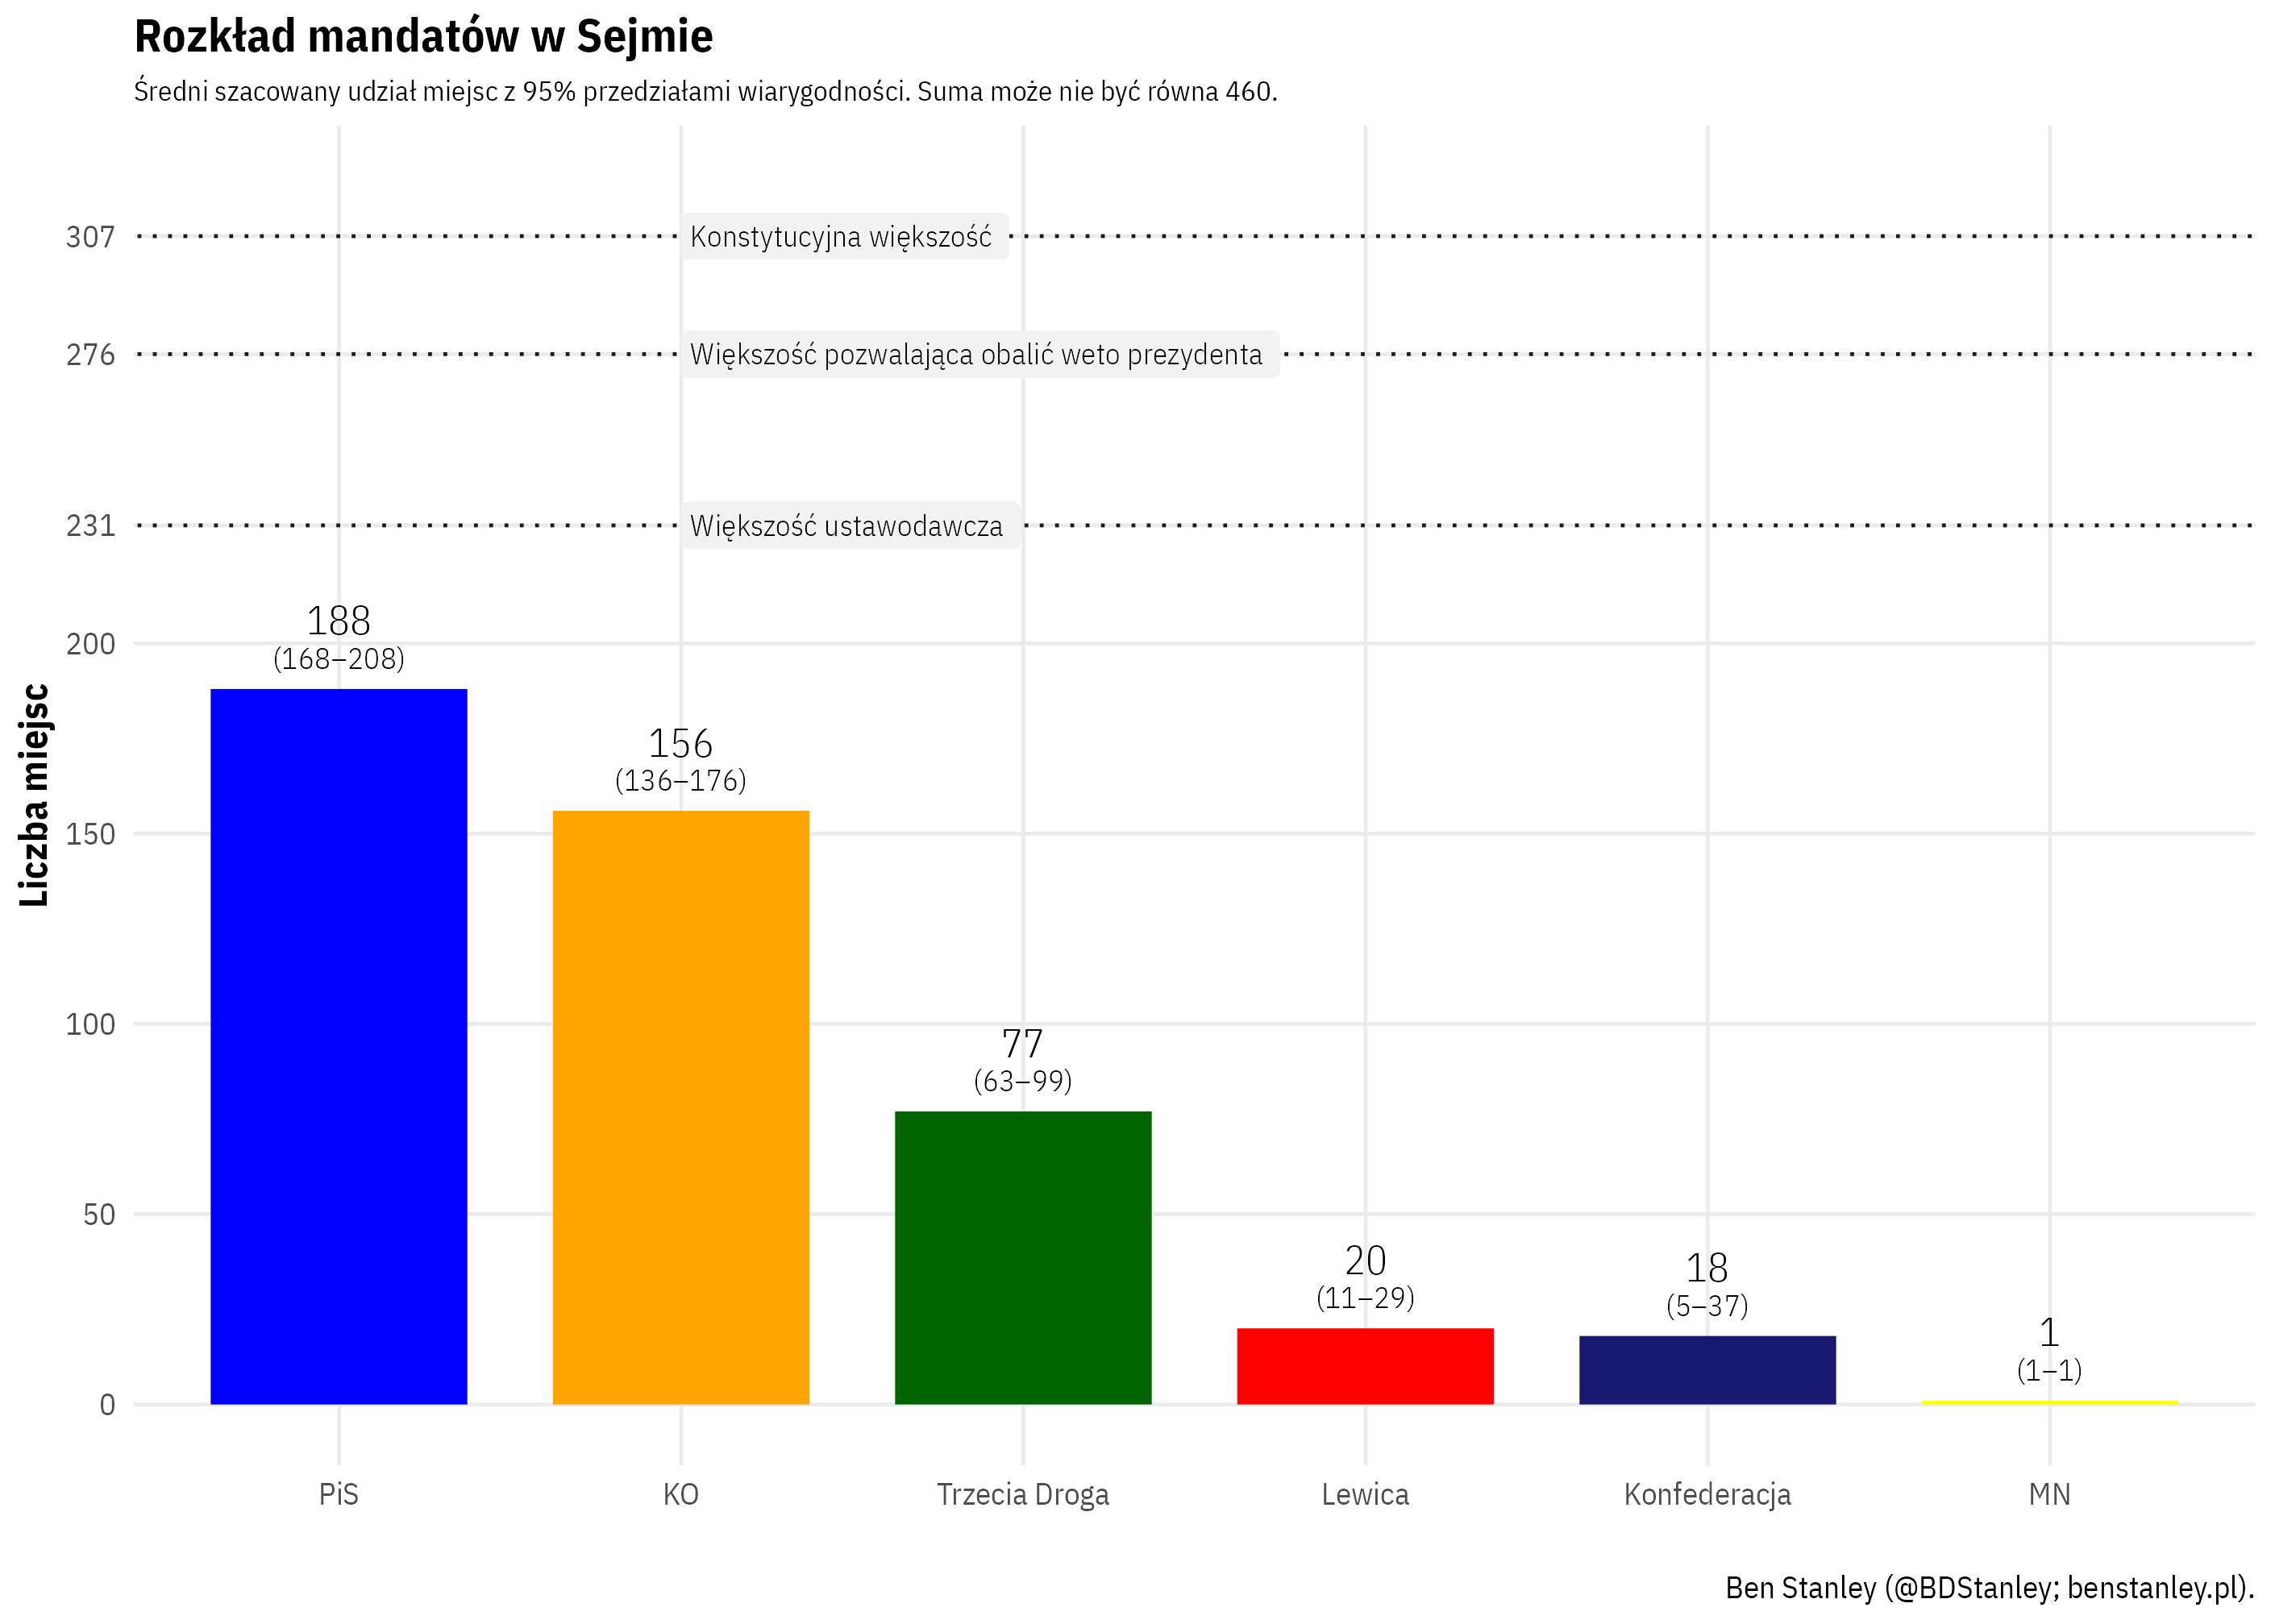 Rozkład mandatów w Sejmie
Średni szacowany udział miejsc z 95% przedziałami wiarygodności. Suma może nie być równa 460.
307
Konstytucyjna większość
276
Większość pozwalająca obalić weto prezydenta
231
Większość ustawodawcza
188
(168–208)
200
156
(136–176)
150
Liczba miejsc
100
77
(63–99)
50
20
(11–29)
18
(5–37)
1
(1–1)
0
PiS
KO
Trzecia Droga
Lewica
Konfederacja
MN
Ben Stanley (@BDStanley; benstanley.pl).